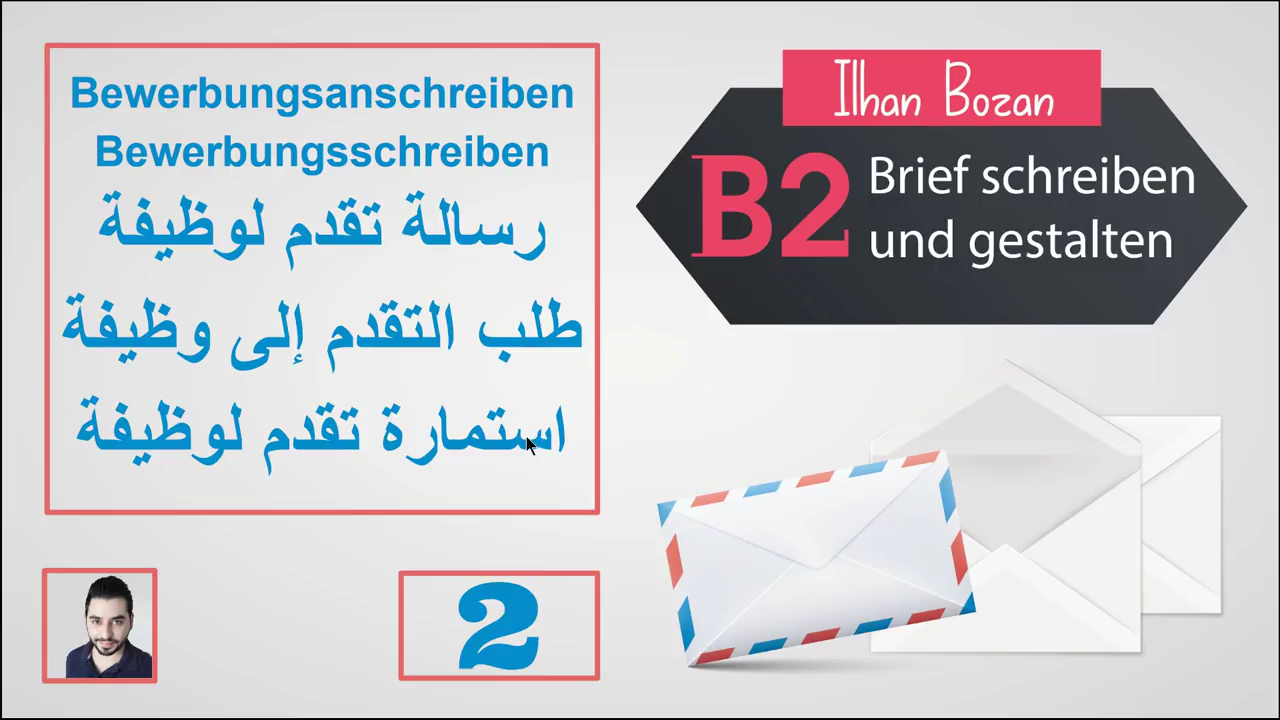 Bewerbungsanschreiben
Bewerbungsschreiben
رسالة تقدم لوظيفة
طلب التقدم إلى وظيفة
استمارة تقدم لوظيفة
2
Ilhan Bozan
B2 Brief schreiben
und gestalten